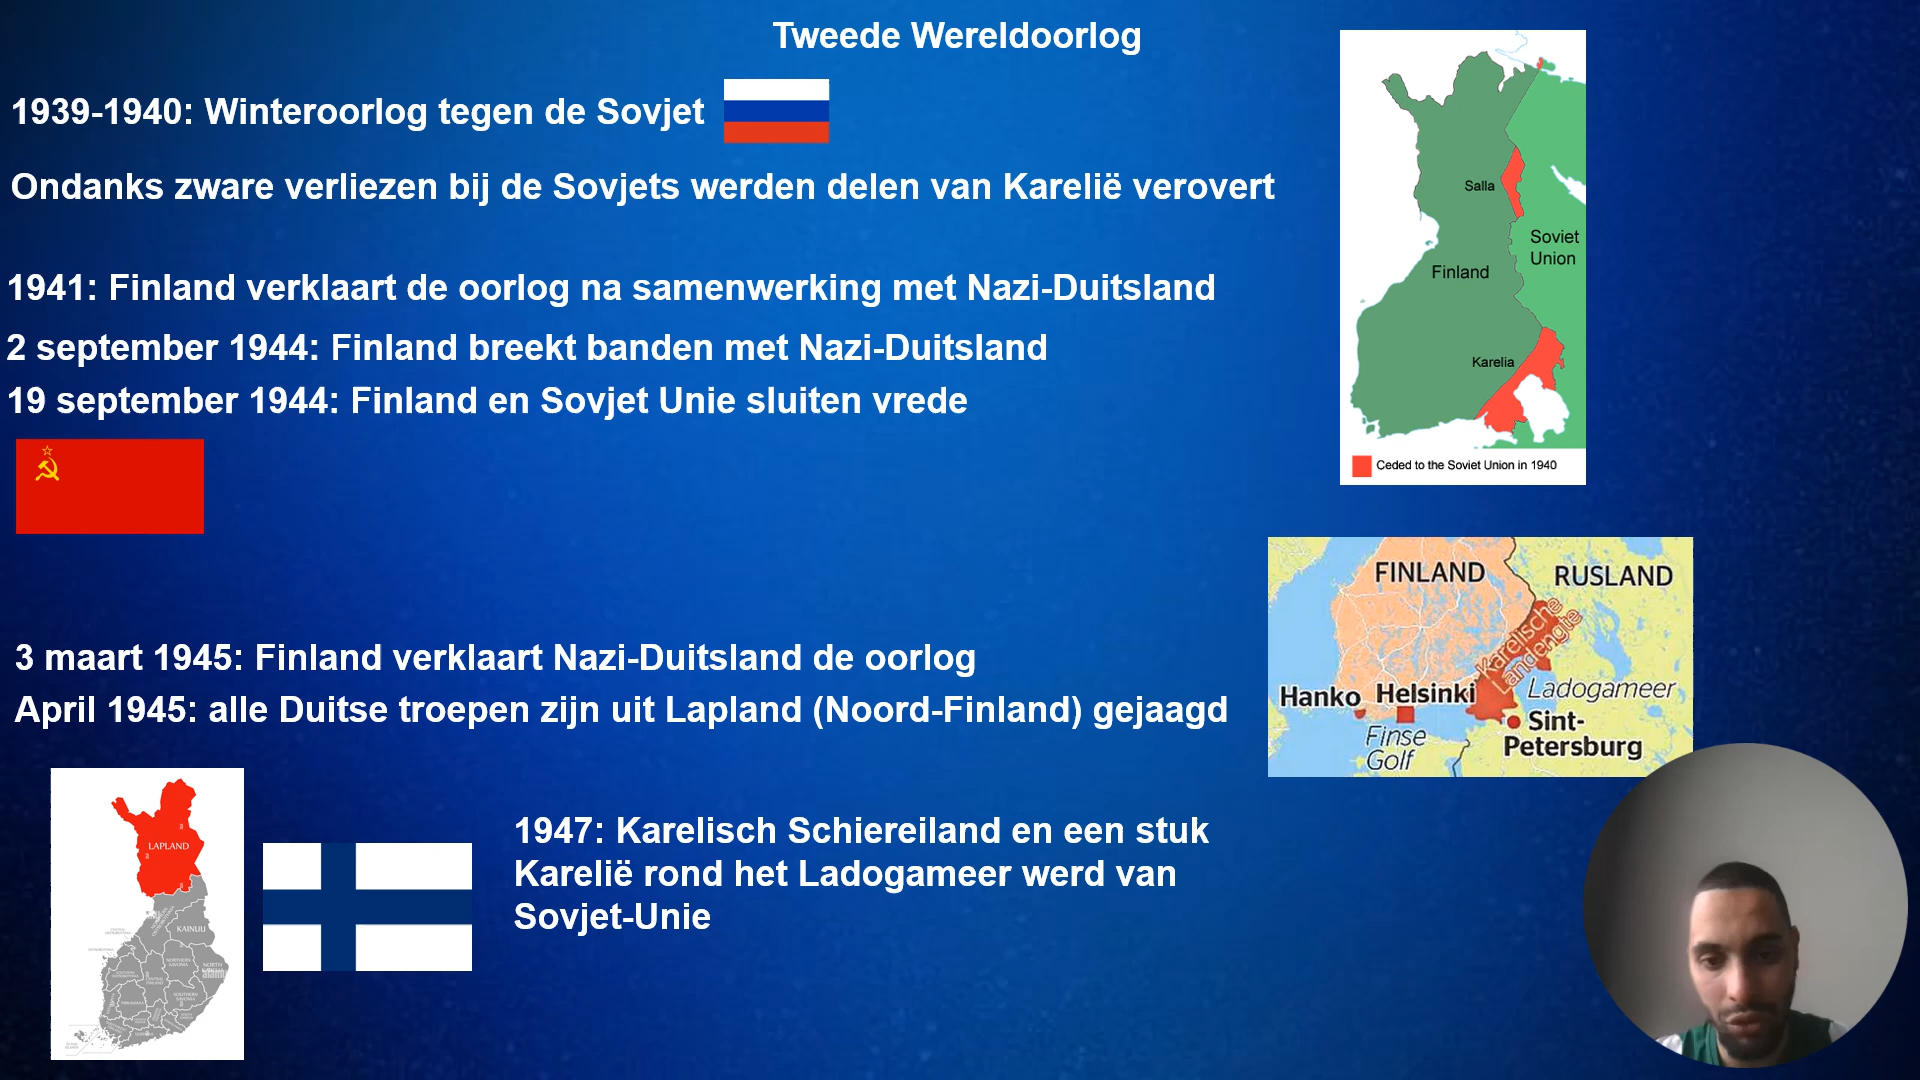 Tweede Wereldoorlog
1939-1940: Winteroorlog tegen de Sovjet
Ondanks zware verliezen bij de Sovjets werden delen van Karelië verovert
1941: Finland verklaart de oorlog na samenwerking met Nazi-Duitsland
2 september 1944: Finland breekt banden met Nazi-Duitsland
19 september 1944: Finland en Sovjet Unie sluiten vrede
Salla
Soviet
Union
Finland
Karelia
Ceded to the Soviet Union in 1940
FINLAND
RUSLAND
Karelische
Landengte
Hanko
Helsinki
Ladogameer
Sint-
Petersburg
Finse
Golf
3 maart 1945: Finland verklaart Nazi-Duitsland de oorlog
April 1945: alle Duitse troepen zijn uit Lapland (Noord-Finland) gejaagd
LAPLAND
KAINUU
NORTH
1947: Karelisch Schiereiland en een stuk
Karelië rond het Ladogameer werd van
Sovjet-Unie